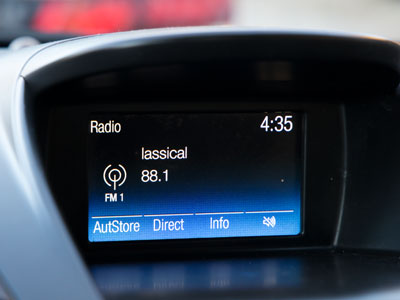 Radio 4:35
lassical
88.1
FM 1
AutStore Direct Info